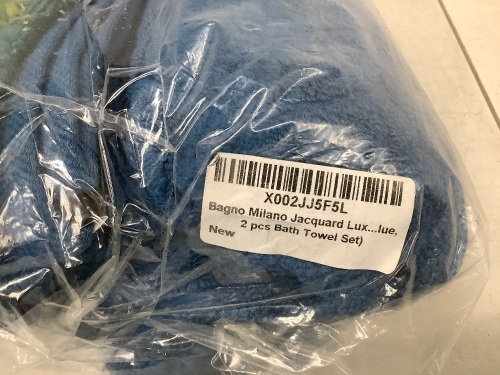 X002JJ5F5L
Bagno Milano Jacquard Lux...lue,
2 pcs Bath Towel Set)
New